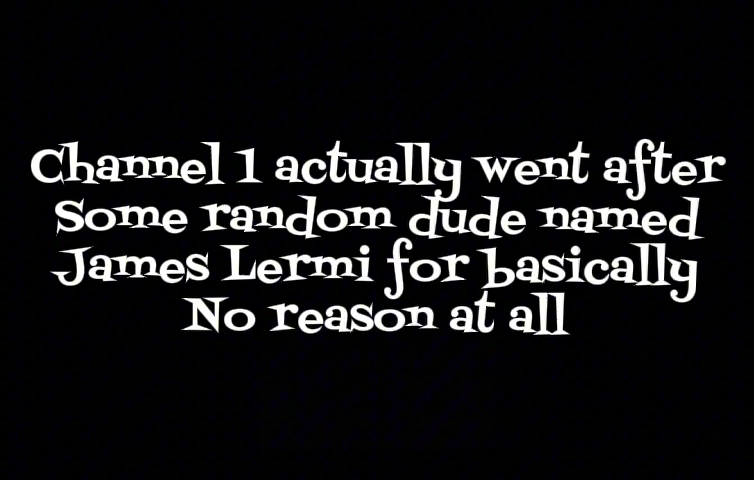 Channel 1 actually went after
Some random dude named
James Lermi for basically
No reason at all